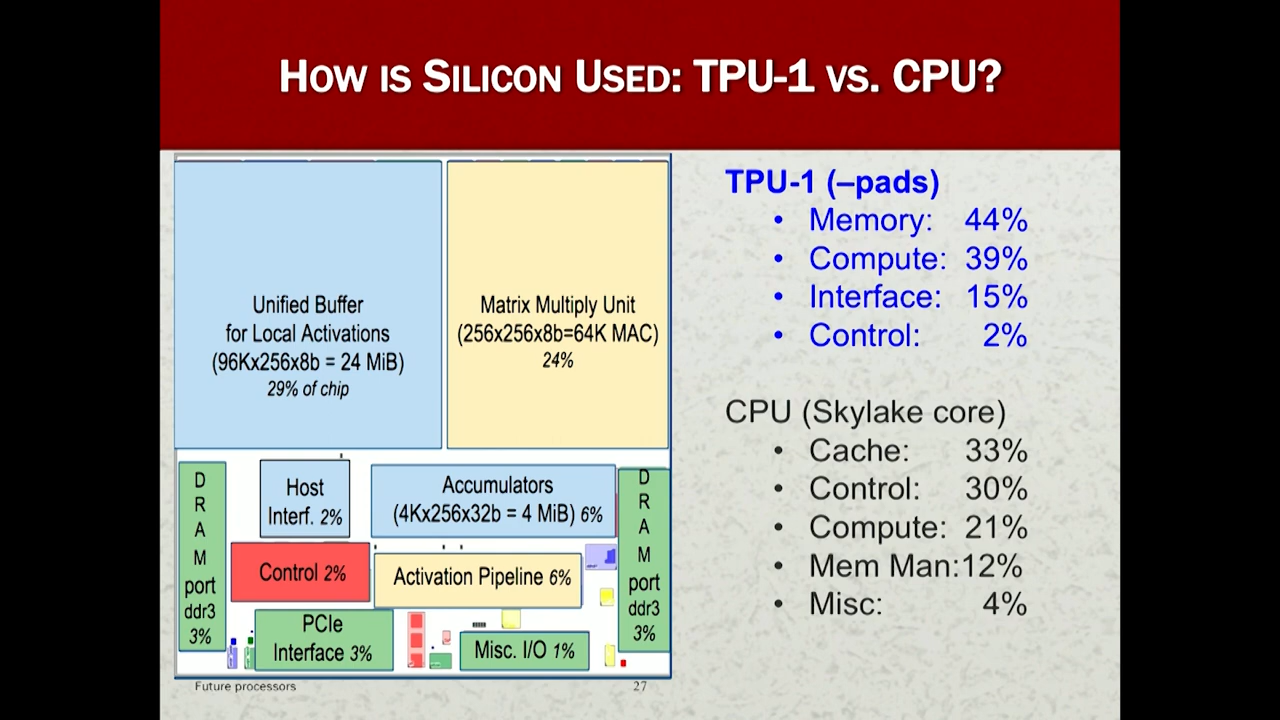 HOW IS SILICON USED: TPU-1 VS. CPU?
Unified Buffer
for Local Activations
(96Kx256x8b = 24 MiB)
29% of chip
Matrix Multiply Unit
(256x256x8b=64K MAC)
24%
D
R
A
M
port
ddr3
3%
Host
Interf. 2%
Accumulators
(4Kx256x32b = 4 MiB) 6%
Control 2%
Activation Pipeline 6%
PCIe
Interface 3%
Misc. I/O 1%
D
R
A
M
port
ddr3
3%
TPU-1 (–pads)
• Memory: 44%
• Compute: 39%
• Interface: 15%
• Control: 2%
CPU (Skylake core)
• Cache: 33%
• Control: 30%
• Compute: 21%
• Mem Man:12%
• Misc: 4%
Future processors
27